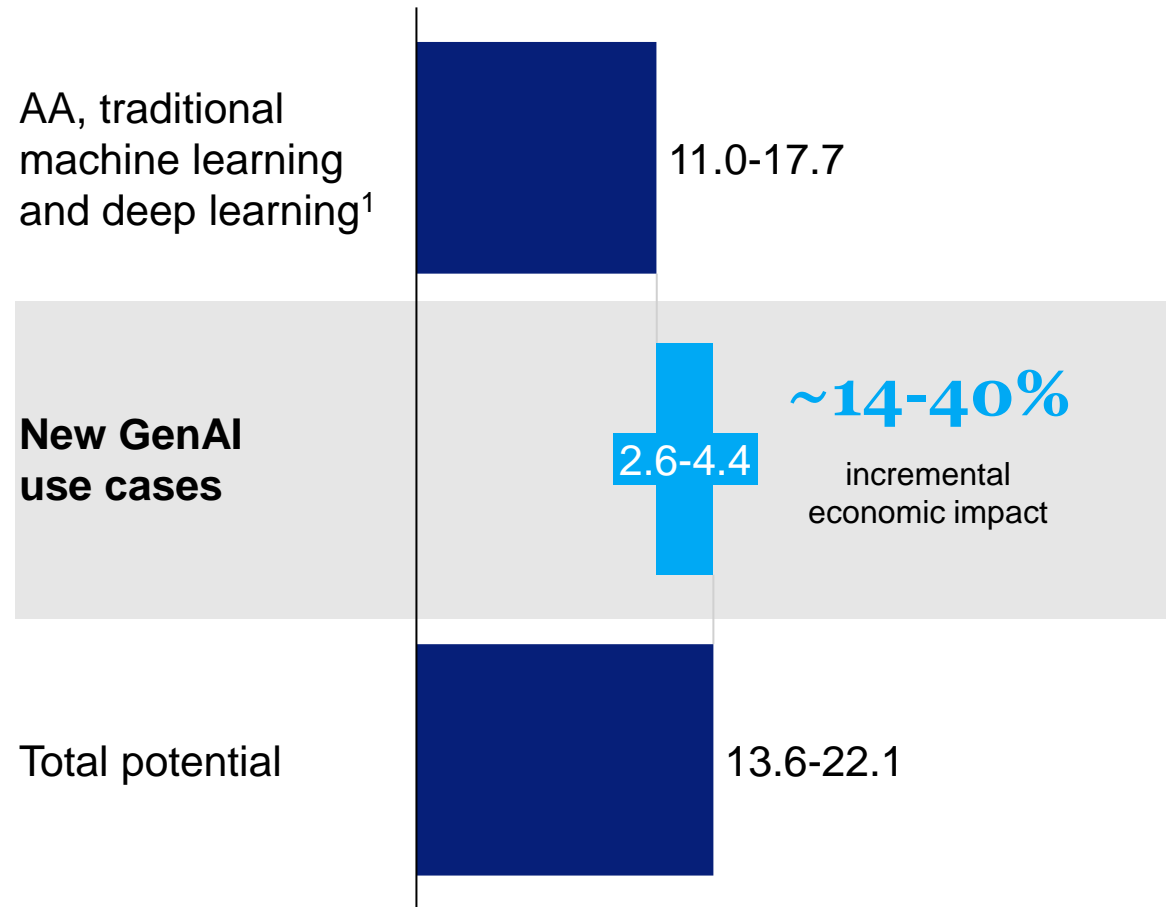 AA, traditional
machine learning
and deep learning¹
11.0-17.7
New GenAI
use cases
2.6-4.4
~14-40%
incremental
economic impact
Total potential
13.6-22.1